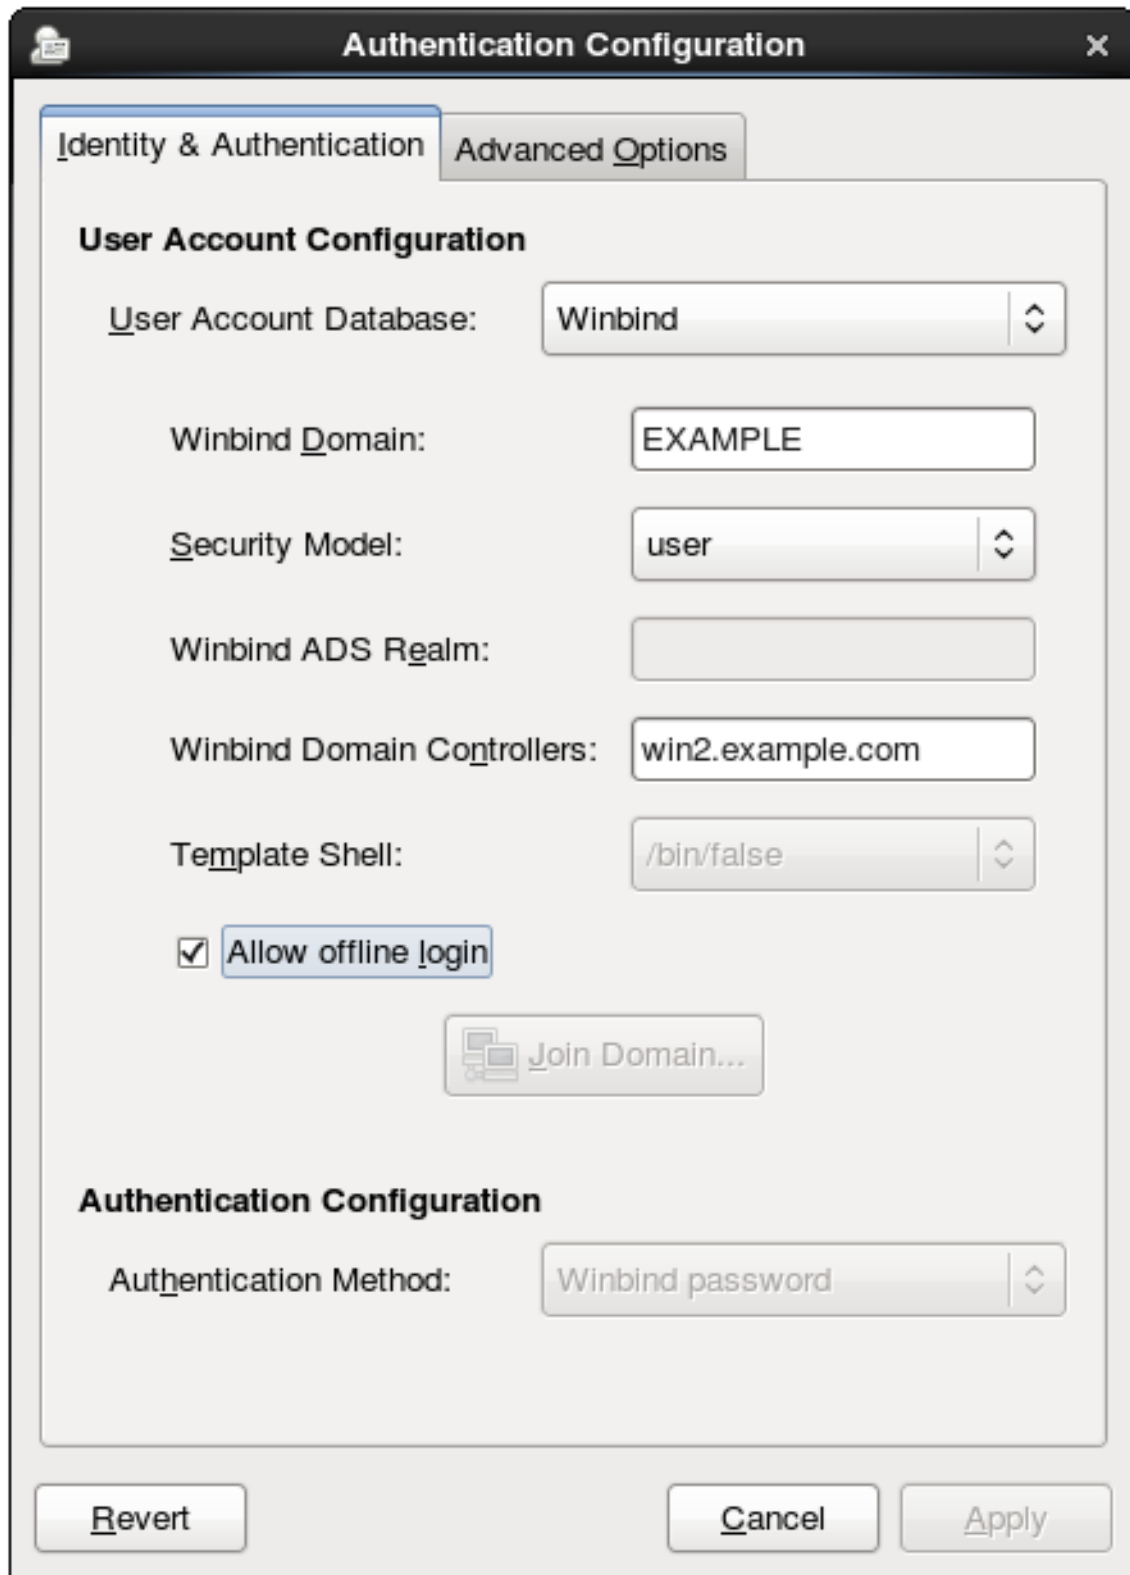 Authentication Configuration
Identity & Authentication
Advanced Options
User Account Configuration
User Account Database: Winbind
Winbind Domain: EXAMPLE
Security Model: user
Winbind ADS Realm:
Winbind Domain Controllers: win2.example.com
Template Shell: /bin/false
Allow offline login
Join Domain...
Authentication Configuration
Authentication Method: Winbind password
Revert Cancel Apply